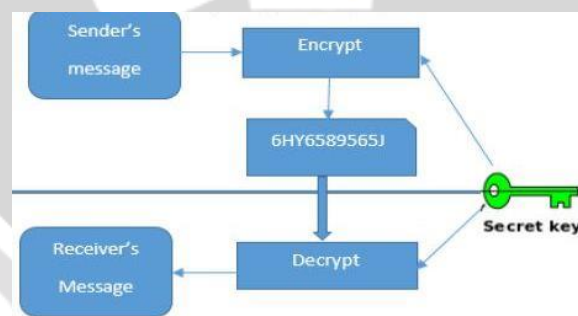 Sender's
message
Encrypt
6HY6589565J
Secret key
Receiver's
Message
Decrypt